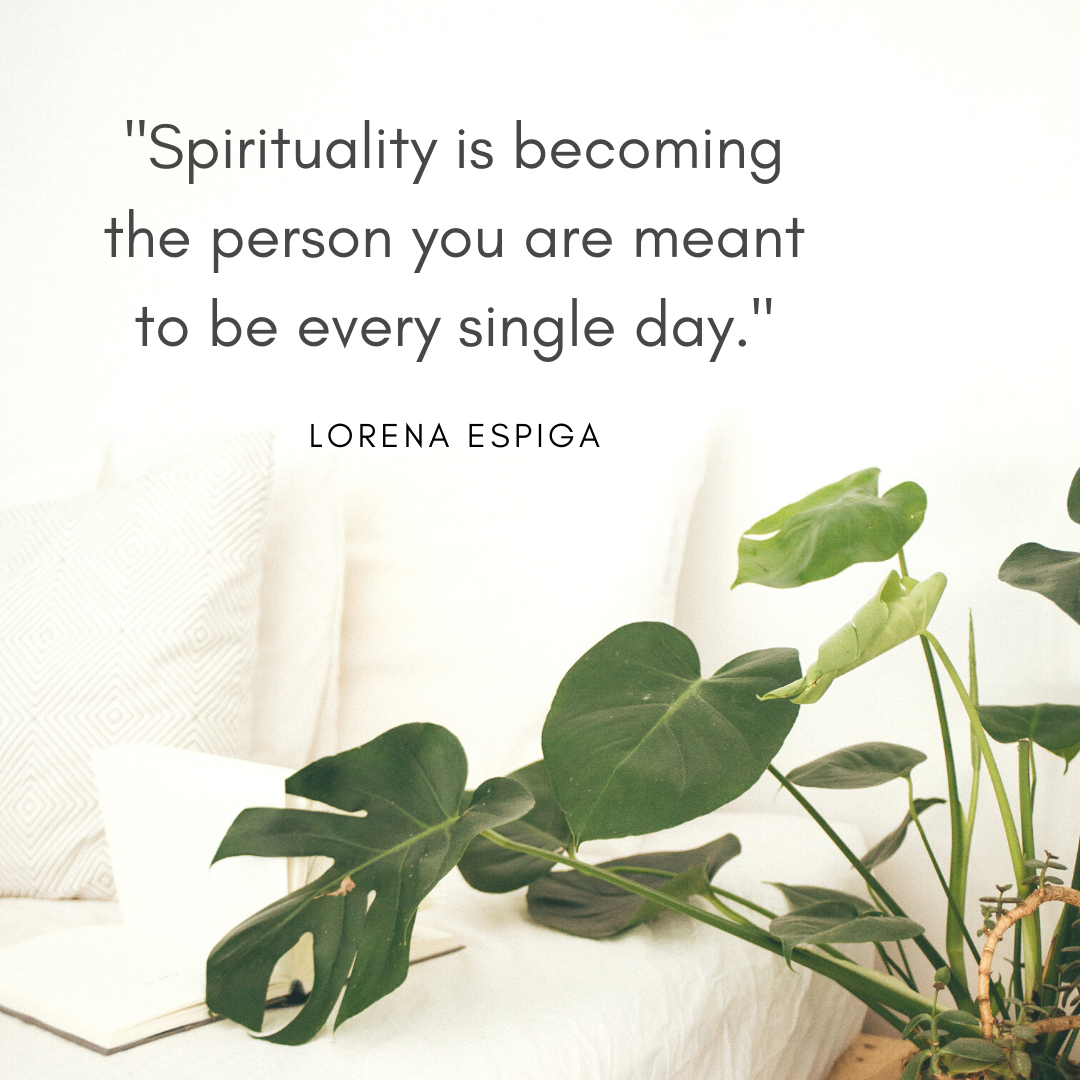 "Spirituality is becoming
the person you are meant
to be every single day."
LORENA ESPIGA